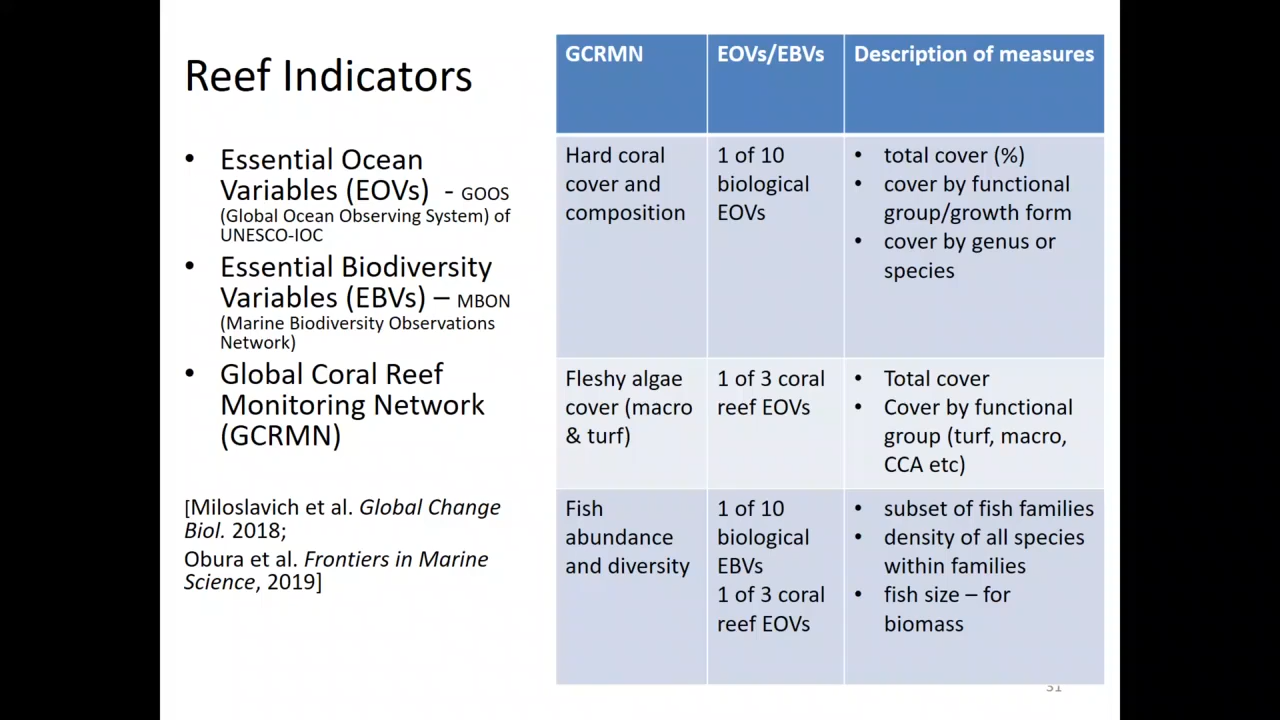 Reef Indicators
• Essential Ocean
Variables (EOVs) - GOOS
(Global Ocean Observing System) of
UNESCO-IOC
• Essential Biodiversity
Variables (EBVs) – MBON
(Marine Biodiversity Observations
Network)
• Global Coral Reef
Monitoring Network
(GCRMN)
[Miloslavich et al. Global Change
Biol. 2018;
Obura et al. Frontiers in Marine
Science, 2019]
GCRMN
EOVs/EBVs
Description of measures
Hard coral
cover and
composition
1 of 10
biological
EOVs
• total cover (%)
• cover by functional
group/growth form
• cover by genus or
species
Fleshy algae
cover (macro
& turf)
1 of 3 coral
reef EOVs
• Total cover
• Cover by functional
group (turf, macro,
CCA etc)
Fish
abundance
and diversity
1 of 10
biological
EBVs
1 of 3 coral
reef EOVs
• subset of fish families
• density of all species
within families
• fish size – for
biomass
31